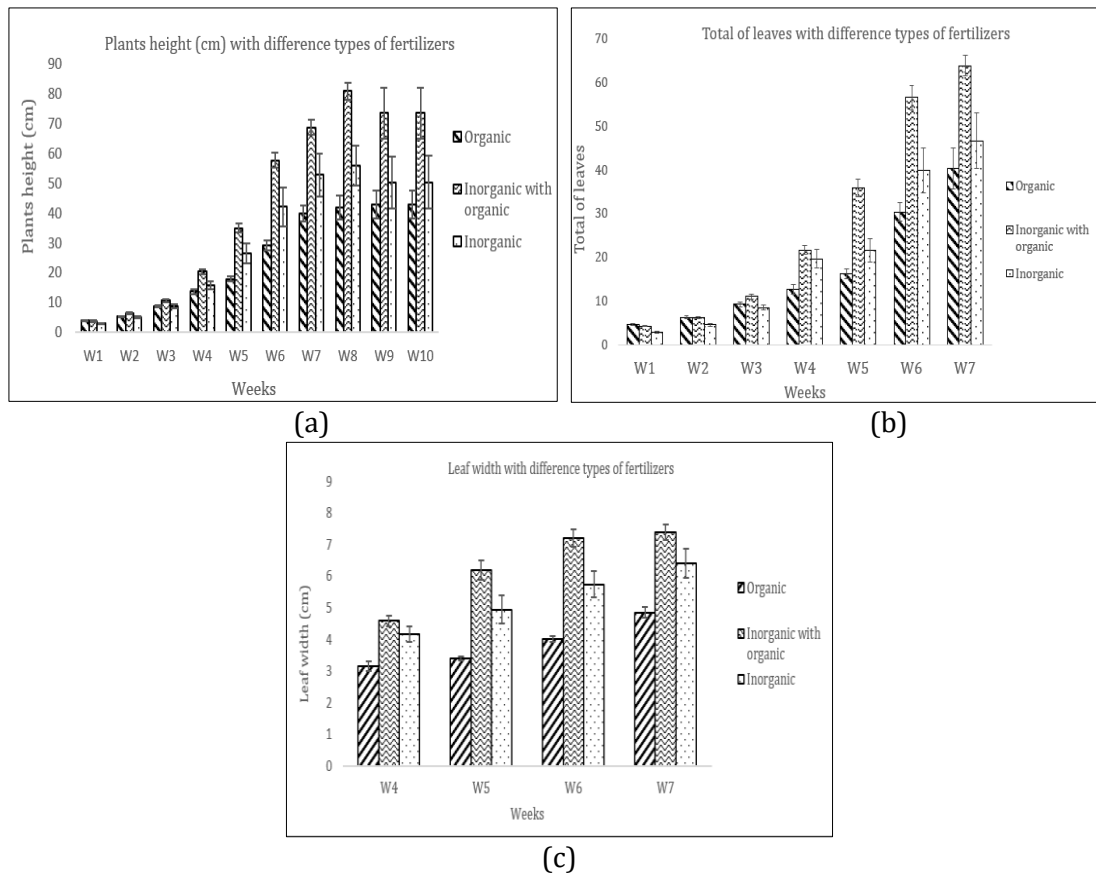 Plants height (cm) with difference types of fertilizers
90
80
70
60
50
40
30
20
10
0
Plants height (cm)
W1 W2 W3 W4 W5 W6 W7 W8 W9 W10
Weeks
Organic
Inorganic with
organic
Inorganic
(a)
Total of leaves with difference types of fertilizers
70
60
50
40
30
20
10
0
Total of leaves
W1 W2 W3 W4 W5 W6 W7
Weeks
Organic
Inorganic with
organic
Inorganic
(b)
Leaf width with difference types of fertilizers
9
8
7
6
5
4
3
2
1
0
Leaf width (cm)
W4 W5 W6 W7
Weeks
Organic
Inorganic with
organic
Inorganic
(c)